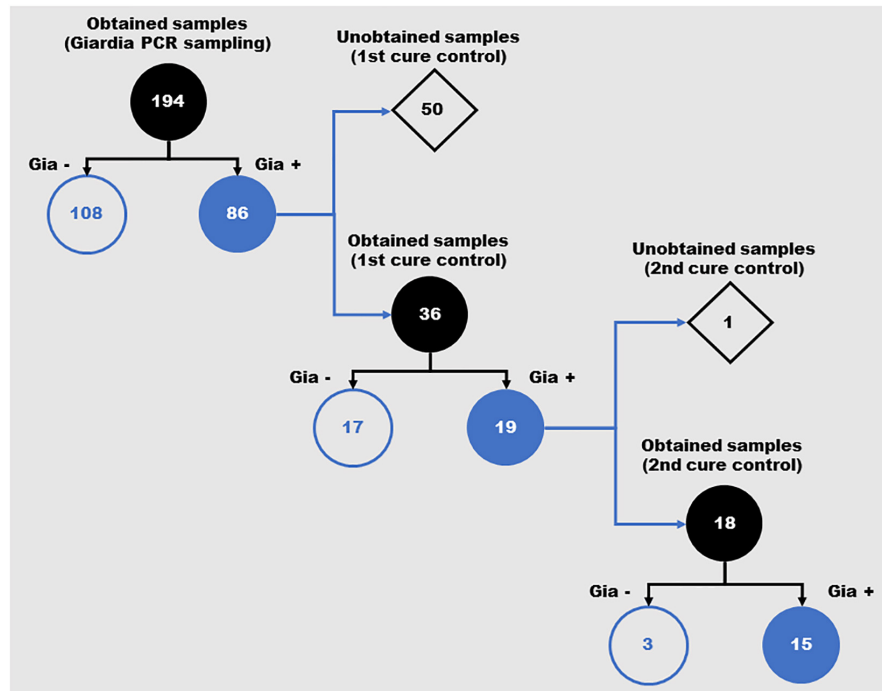 Obtained samples
(Giardia PCR sampling)
194
Gia -
Gia +
108
86
Unobtained samples
(1st cure control)
50
Obtained samples
(1st cure control)
36
Gia -
Gia +
17
19
Unobtained samples
(2nd cure control)
1
Obtained samples
(2nd cure control)
18
Gia -
Gia +
3
15